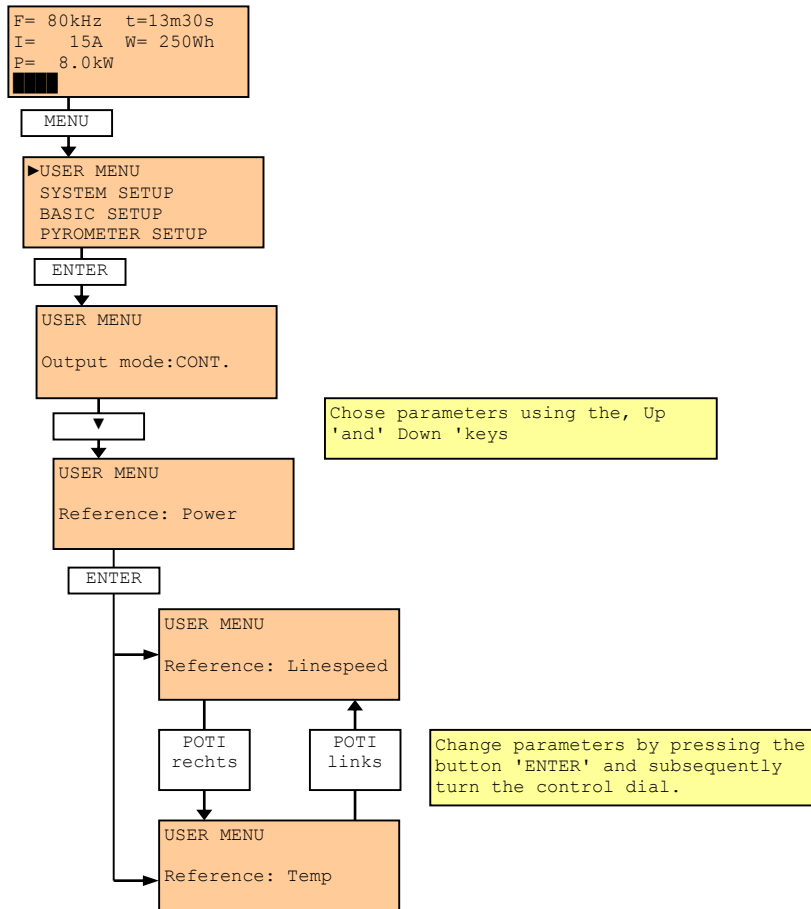 F= 80kHz t=13m30s
I= 15A W= 250Wh
P= 8.0kW
MENU
►USER MENU
SYSTEM SETUP
BASIC SETUP
PYROMETER SETUP
ENTER
USER MENU
Output mode:CONT.
▼
Chose parameters using the, Up
'and' Down 'keys
USER MENU
Reference: Power
ENTER
USER MENU
Reference: Linespeed
POTI
rechts
POTI
links
Change parameters by pressing the
button 'ENTER' and subsequently
turn the control dial.
USER MENU
Reference: Temp